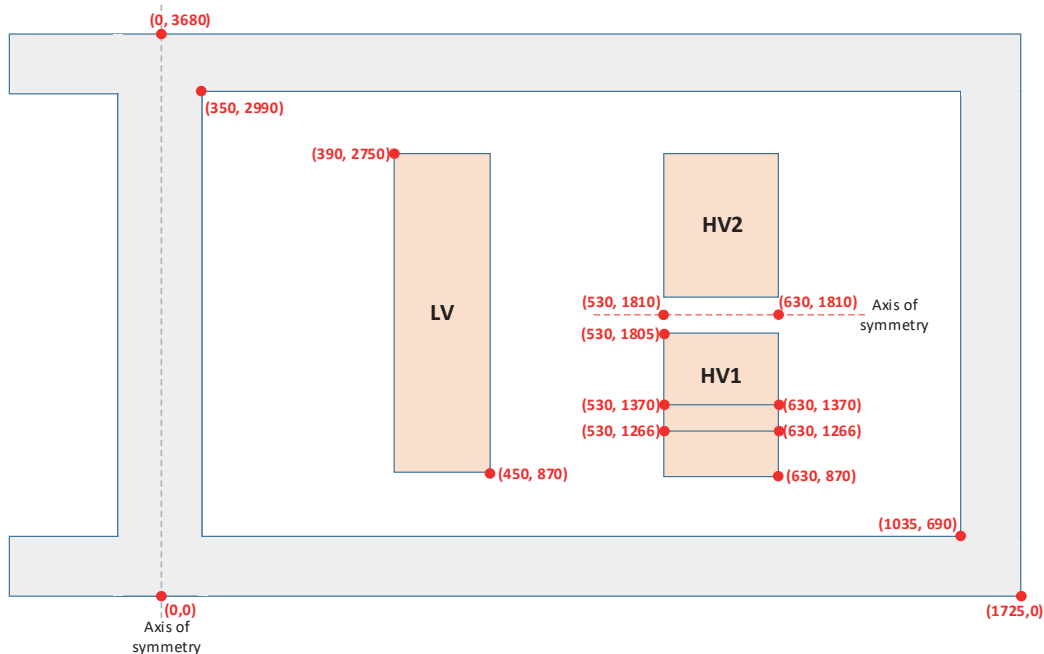 (0, 3680)
(350, 2990)
(390, 2750)
HV2
LV
(530, 1810)
(630, 1810)
Axis of
symmetry
(530, 1805)
HV1
(530, 1370)
(630, 1370)
(530, 1266)
(630, 1266)
(450, 870)
(630, 870)
(1035, 690)
(0,0)
(1725,0)
Axis of
symmetry